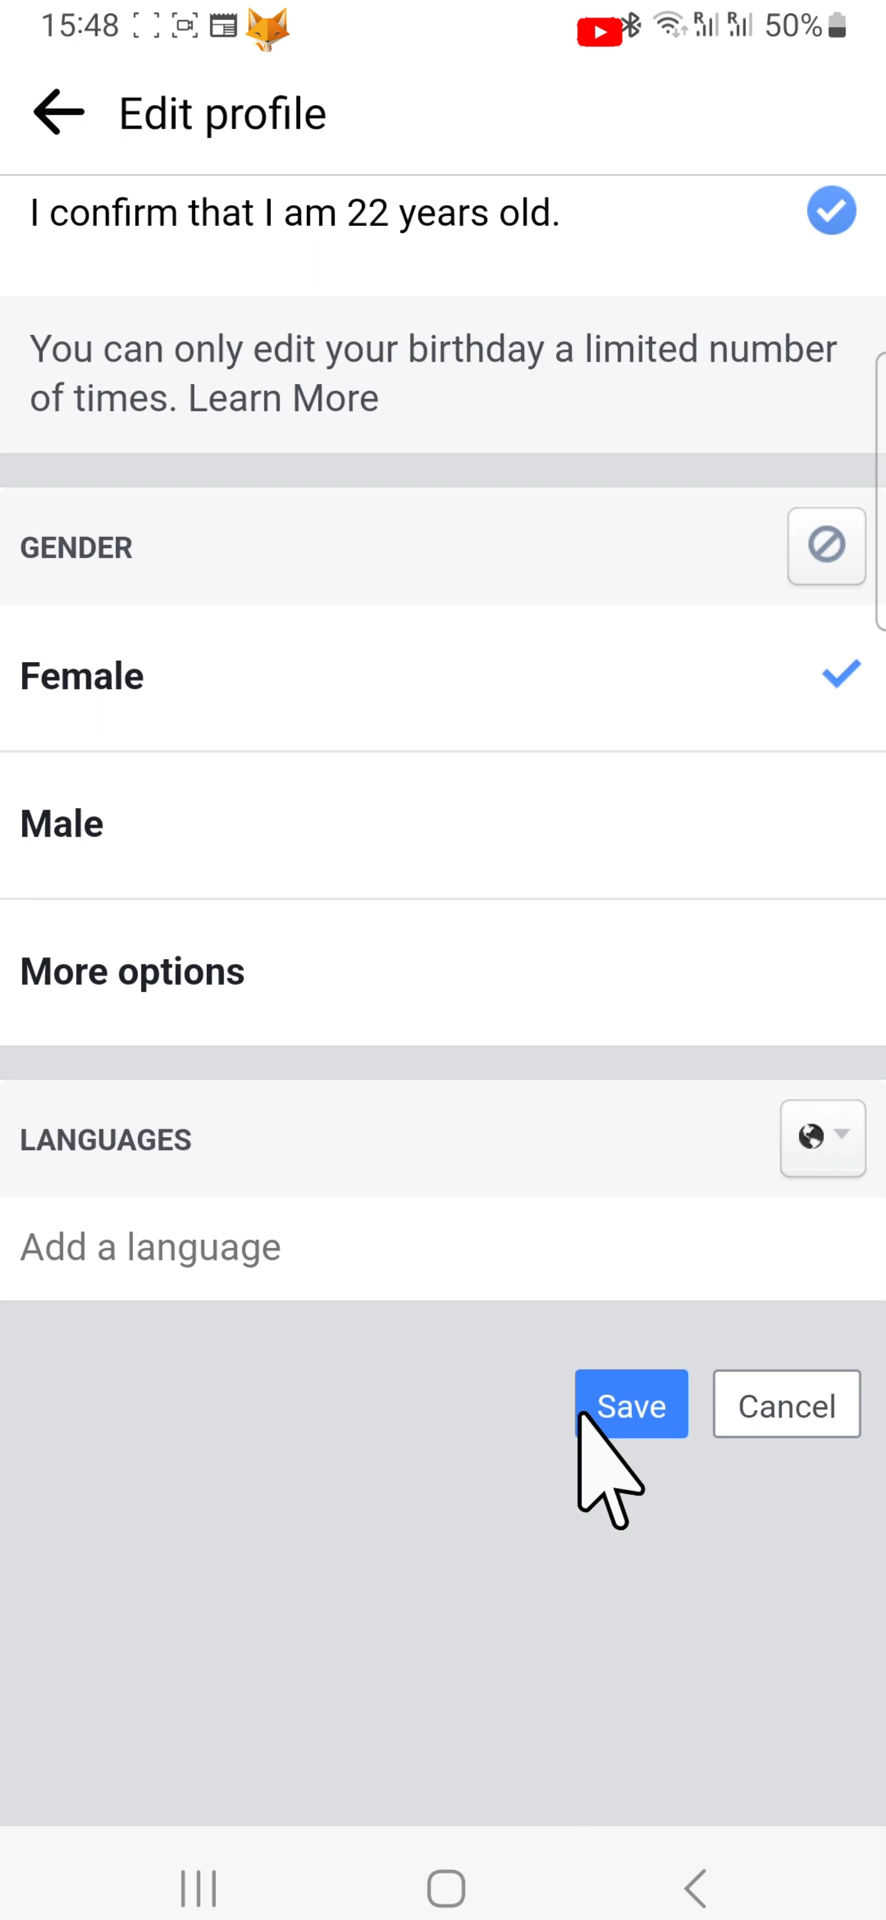 15:48
50%
Edit profile
I confirm that I am 22 years old.
You can only edit your birthday a limited number
of times. Learn More
GENDER
Female
Male
More options
LANGUAGES
Add a language
Save
Cancel